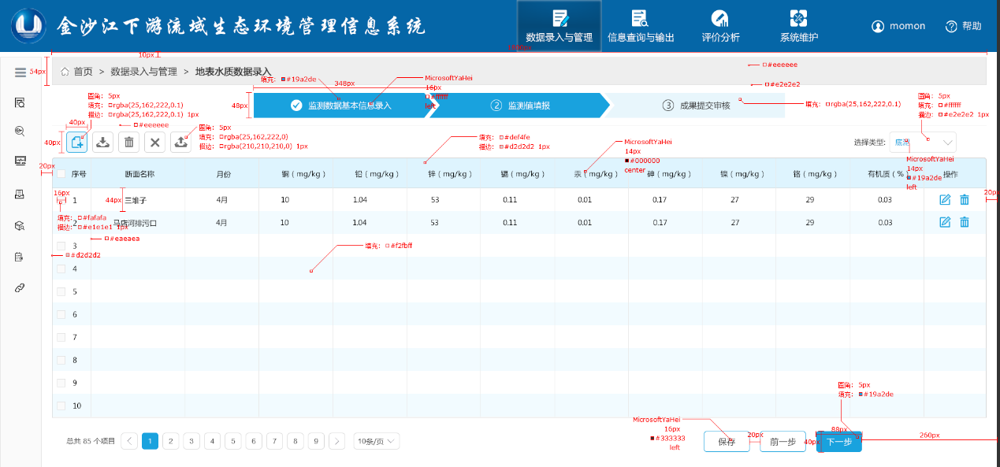 金沙江下游流域生态环境管理信息系统
数据录入与管理 信息查询与输出 评价分析 系统维护 momon 帮助
10px
54px 首页 > 数据录入与管理 > 地表水质数据录入 #eeeeee
填充: #19a2de 348px MicrosoftYaHei 16px #ffffff left #e2e2e2
48px 监测数据基本信息录入 2 监测值填报 3 成果提交审核 填充: rgba(25,162,222,0.1)
圆角: 5px
填充: rgba(25,162,222,0.1)
描边: rgba(25,162,222,0.1) 1px
圆角: 5px
填充: #ffffff
描边: #e2e2e2 1px
40px #eeeeee
圆角: 5px
填充: rgba(25,162,222,0)
描边: rgba(210,210,210,0) 1px
40px
填充: #def4fe
描边: #d2d2d2 1px
MicrosoftYaHei
14px
#000000
center
选择类型: 底泥
MicrosoftYaHei
14px
#19a2de
left
20px 序号 断面名称 月份 铜（mg/kg） 铅（mg/kg） 锌（mg/kg） 镉（mg/kg） 汞（mg/kg） 砷（mg/kg） 镍（mg/kg） 铬（mg/kg） 有机质（% 操作
16px 44px 20px
1 三堆子 4月 10 1.04 53 0.11 0.01 0.17 27 29 0.03
填充: #fafafa
描边: #e1e1e1 1px
2 马店河排污口 4月 10 1.04 53 0.11 0.01 0.17 27 29 0.03
#eaeaea
3 填充: #f2fbff
#d2d2d2
4
5
6
7
8
9
10
圆角: 5px
填充: #19a2de
MicrosoftYaHei
16px
#333333
left
总共 85 个项目 1 2 3 4 5 6 7 8 9 10条/页
保存 20px 前一步 40px 88px 下一步 260px